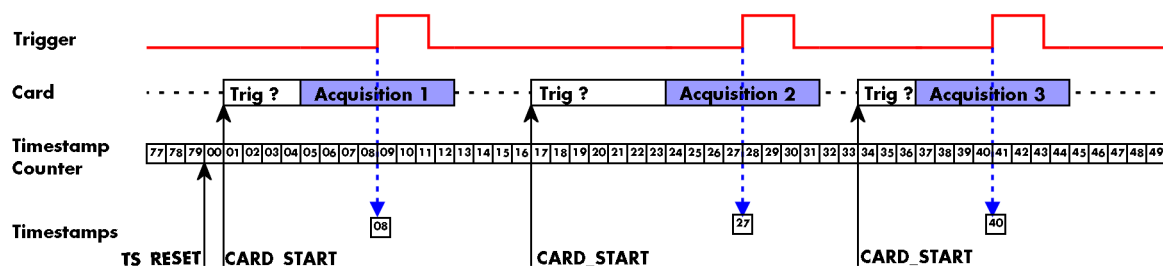 Trigger
Card
Trig ? Acquisition 1 Trig ? Acquisition 2 Trig ? Acquisition 3
Timestamp
Counter
77 78 79 00 01 02 03 04 05 06 07 08 09 10 11 12 13 14 15 16 17 18 19 20 21 22 23 24 25 26 27 28 29 30 31 32 33 34 35 36 37 38 39 40 41 42 43 44 45 46 47 48 49
Timestamps
08 27 40
TS_RESET CARD_START CARD_START CARD_START